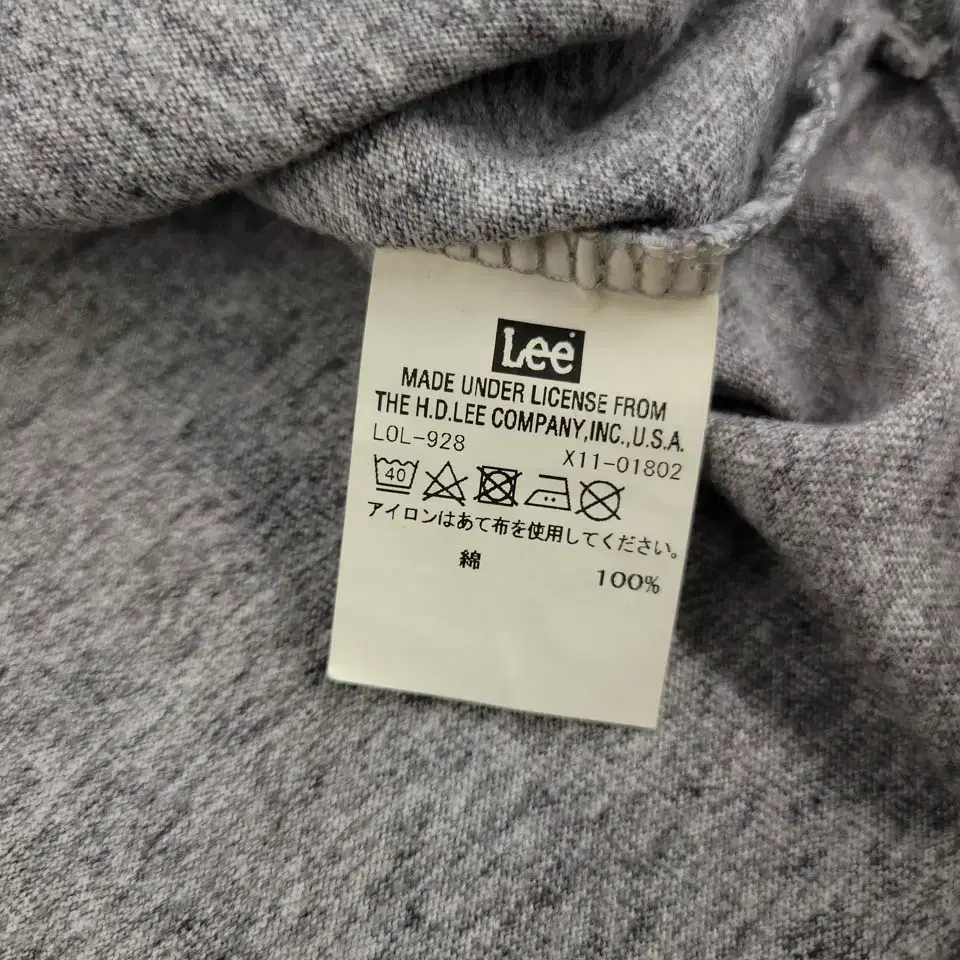 Lee
MADE UNDER LICENSE FROM
THE H.D.LEE COMPANY,INC.,U.S.A.
LOL-928 X11-01802
40
アイロンはあて布を使用してください。
綿 100%